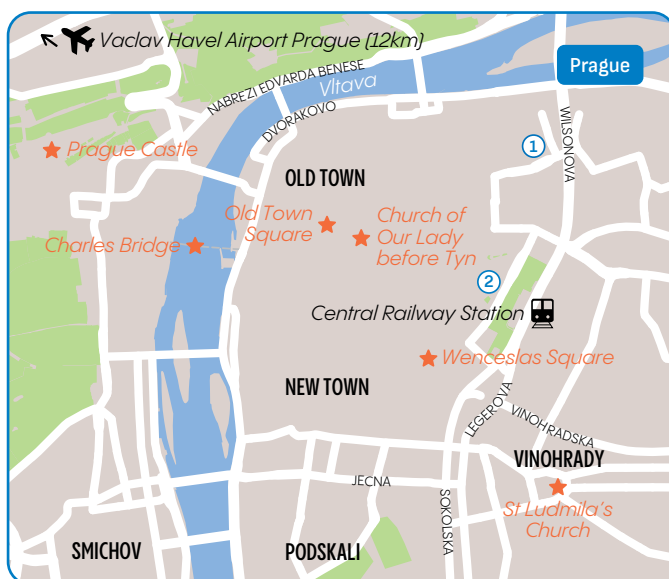 Vaclav Havel Airport Prague (12km)
Prague
NABREZI EDVARDA BENESE
Vltava
DVORAKOVO
WILSONOVA
1
Prague Castle
OLD TOWN
Old Town
Square
Church of
Our Lady
before Tyn
Charles Bridge
2
Central Railway Station
Wenceslas Square
NEW TOWN
LEGEROVA
VINOHRADSKA
VINOHRADY
JECNA
SOKOLSKA
St Ludmila's
Church
SMICHOV
PODSKALI